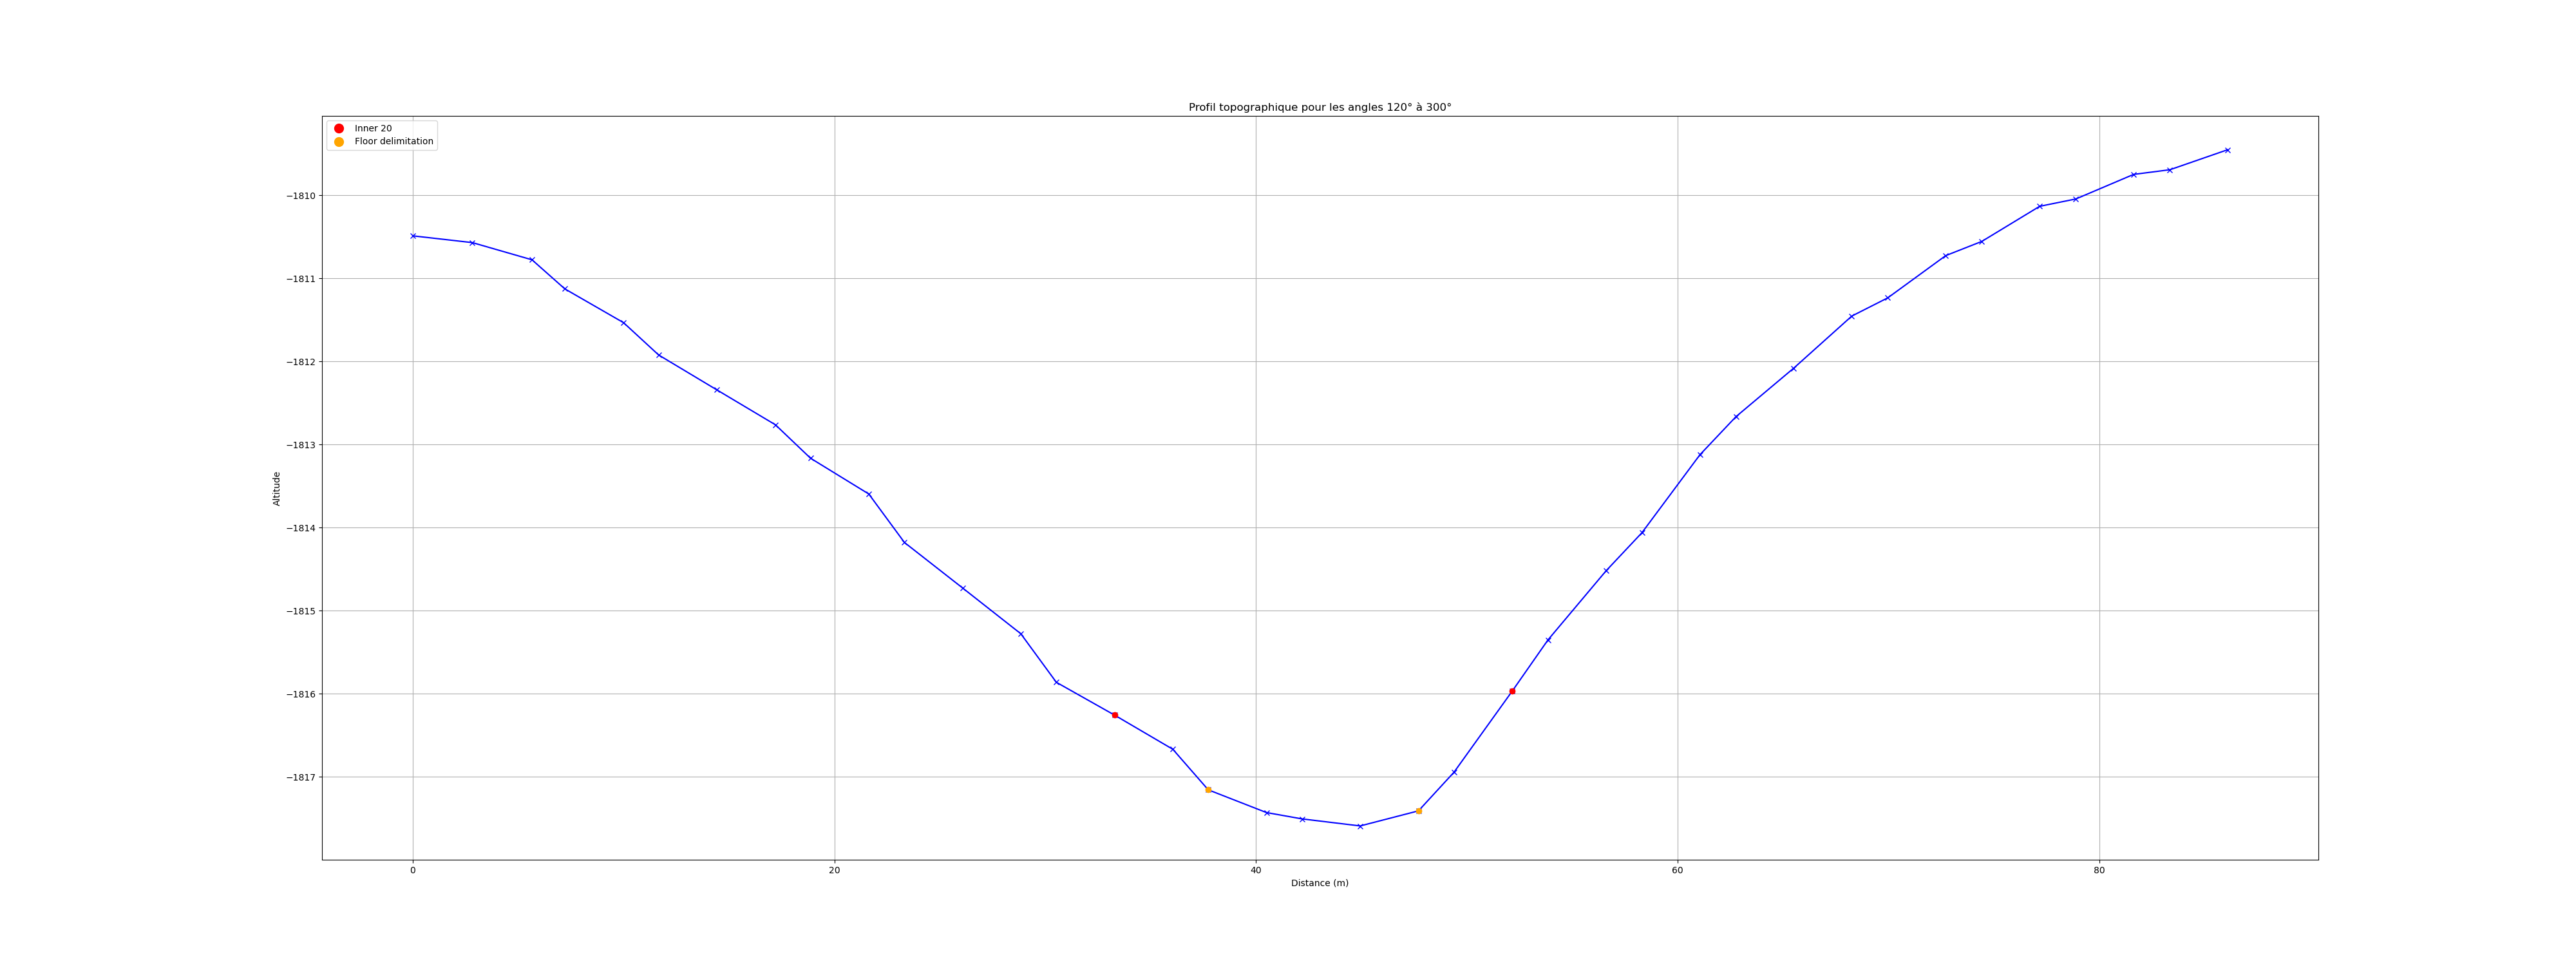 Profil topographique pour les angles 120° à 300°
Inner 20
Floor delimitation
−1810
−1811
−1812
−1813
−1814
−1815
−1816
−1817
Altitude
0 20 40 60 80
Distance (m)